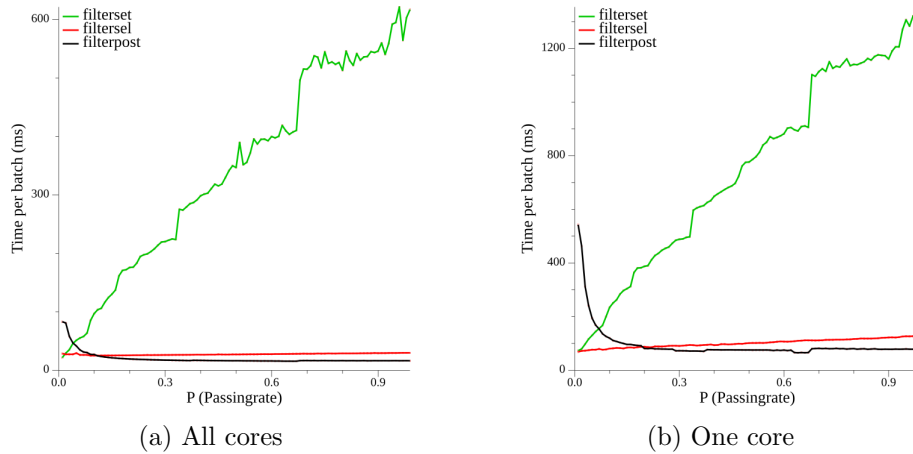 filterset
filtersel
filterpost
600
300
0
0.0
0.3
0.6
0.9
Time per batch (ms)
P (Passingrate)
(a) All cores
filterset
filtersel
filterpost
1200
800
400
0
0.0
0.3
0.6
0.9
Time per batch (ms)
P (Passingrate)
(b) One core